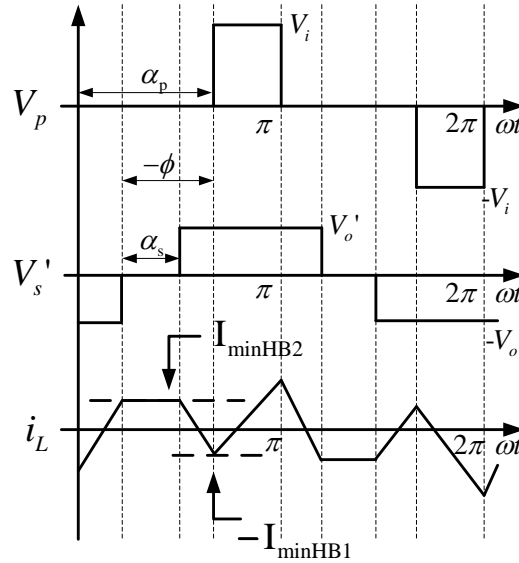 V_i
α_p
V_p
π
2π
ωt
-ϕ
-V_i
α_s
V_o'
V_s'
π
2π
ωt
-V_o
I_minHB2
i_L
π
2π
ωt
-I_minHB1